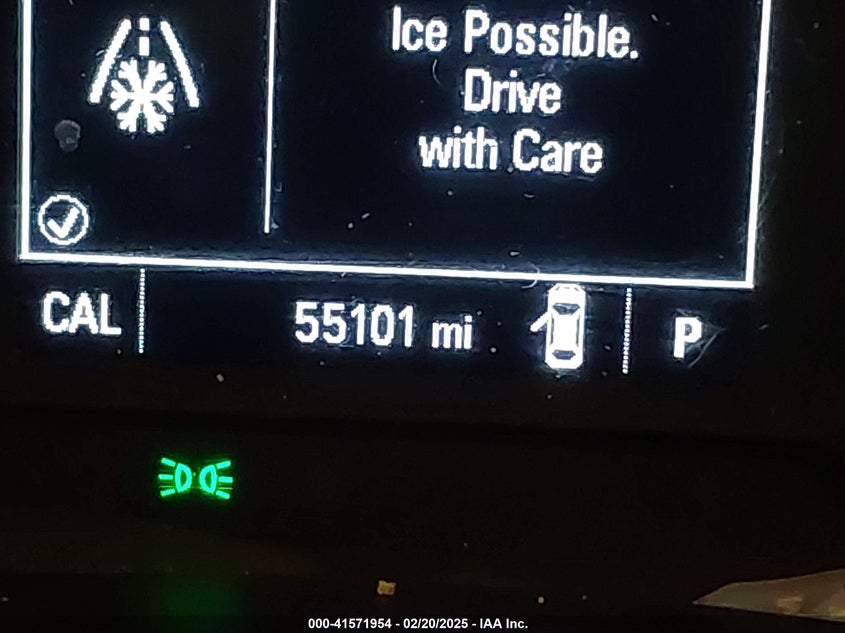 Ice Possible.
Drive
with Care
CAL
55101 mi
P
000-41571954 - 02/20/2025 - IAA Inc.